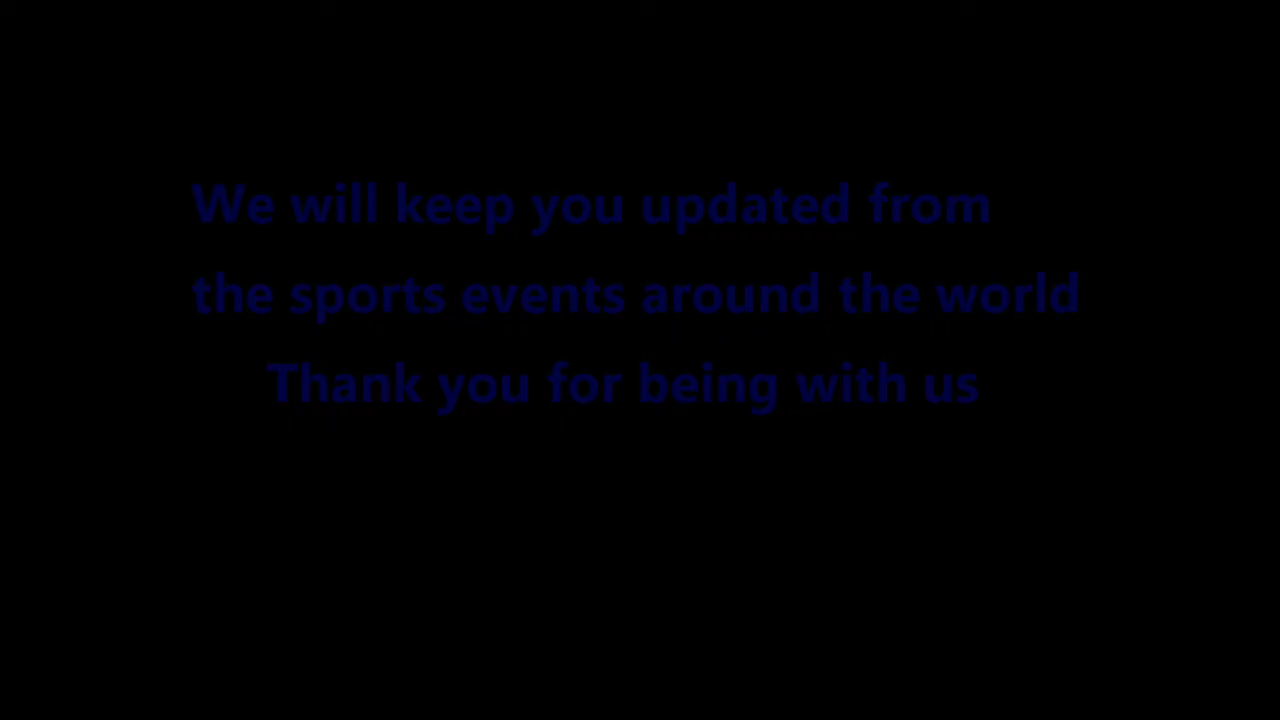 We will keep you updated from
the sports events around the world
Thank you for being with us